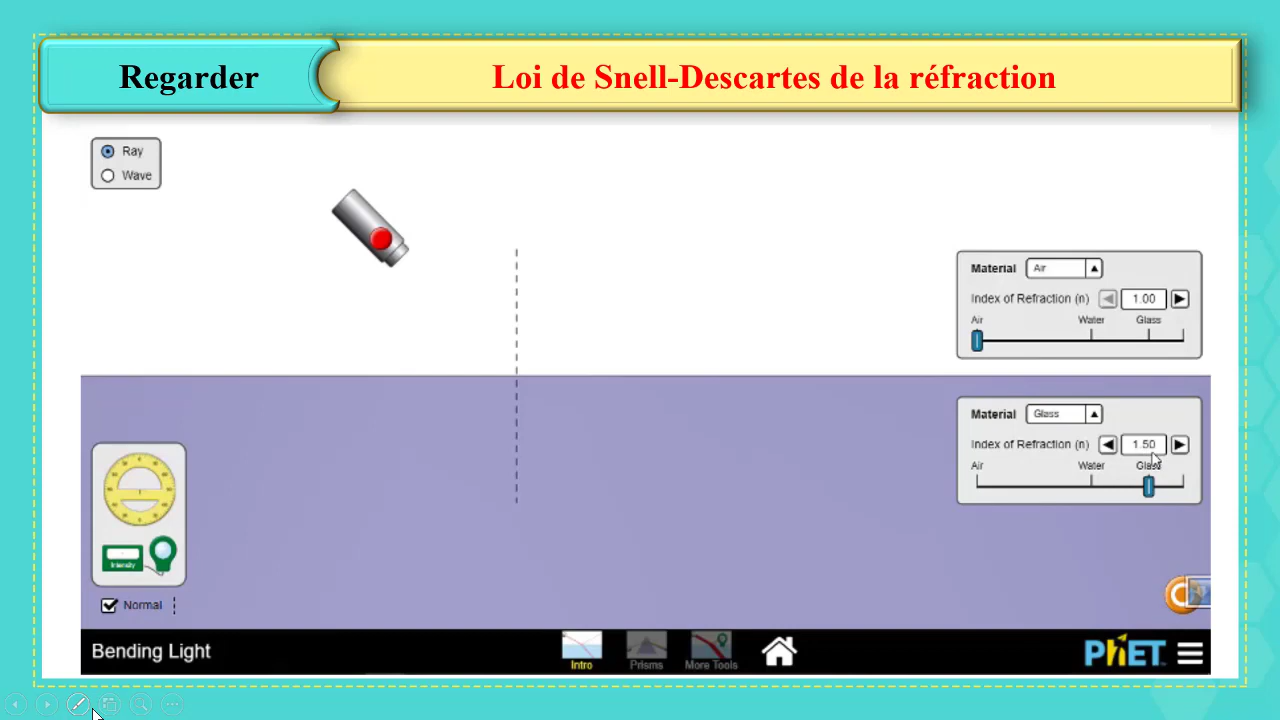 Regarder
Loi de Snell-Descartes de la réfraction
Ray
Wave
Material Air
Index of Refraction (n) 1.00
Air Water Glass
Material Glass
Index of Refraction (n) 1.50
Air Water Glass
Intensity
Normal
Bending Light
Intro
Prisms
More Tools
PhET